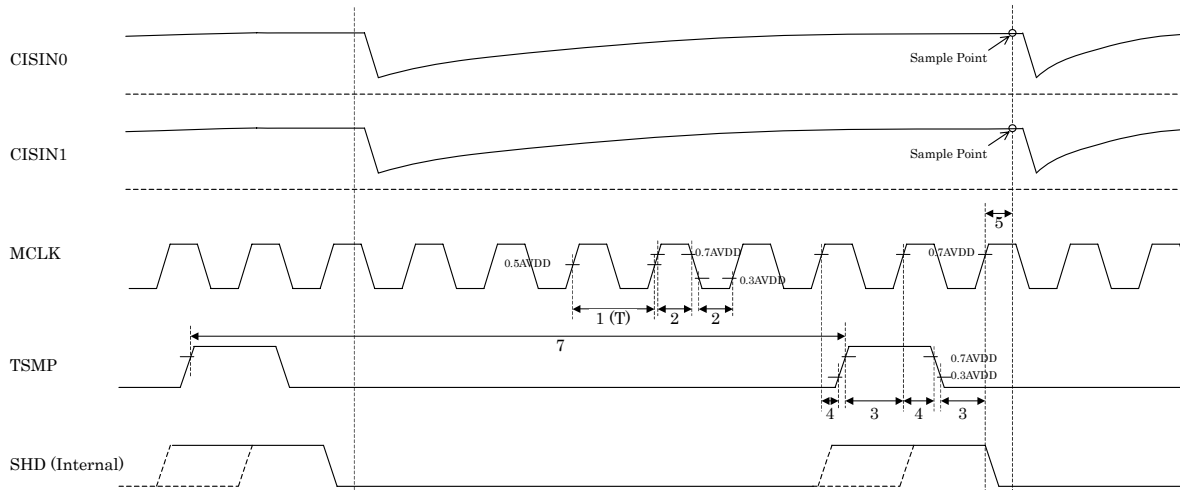 CISIN0
Sample Point
CISIN1
Sample Point
5
MCLK
0.5AVDD
0.7AVDD
0.3AVDD
0.7AVDD
1 (T)
2
2
7
TSMP
0.7AVDD
0.3AVDD
4
3
4
3
SHD (Internal)